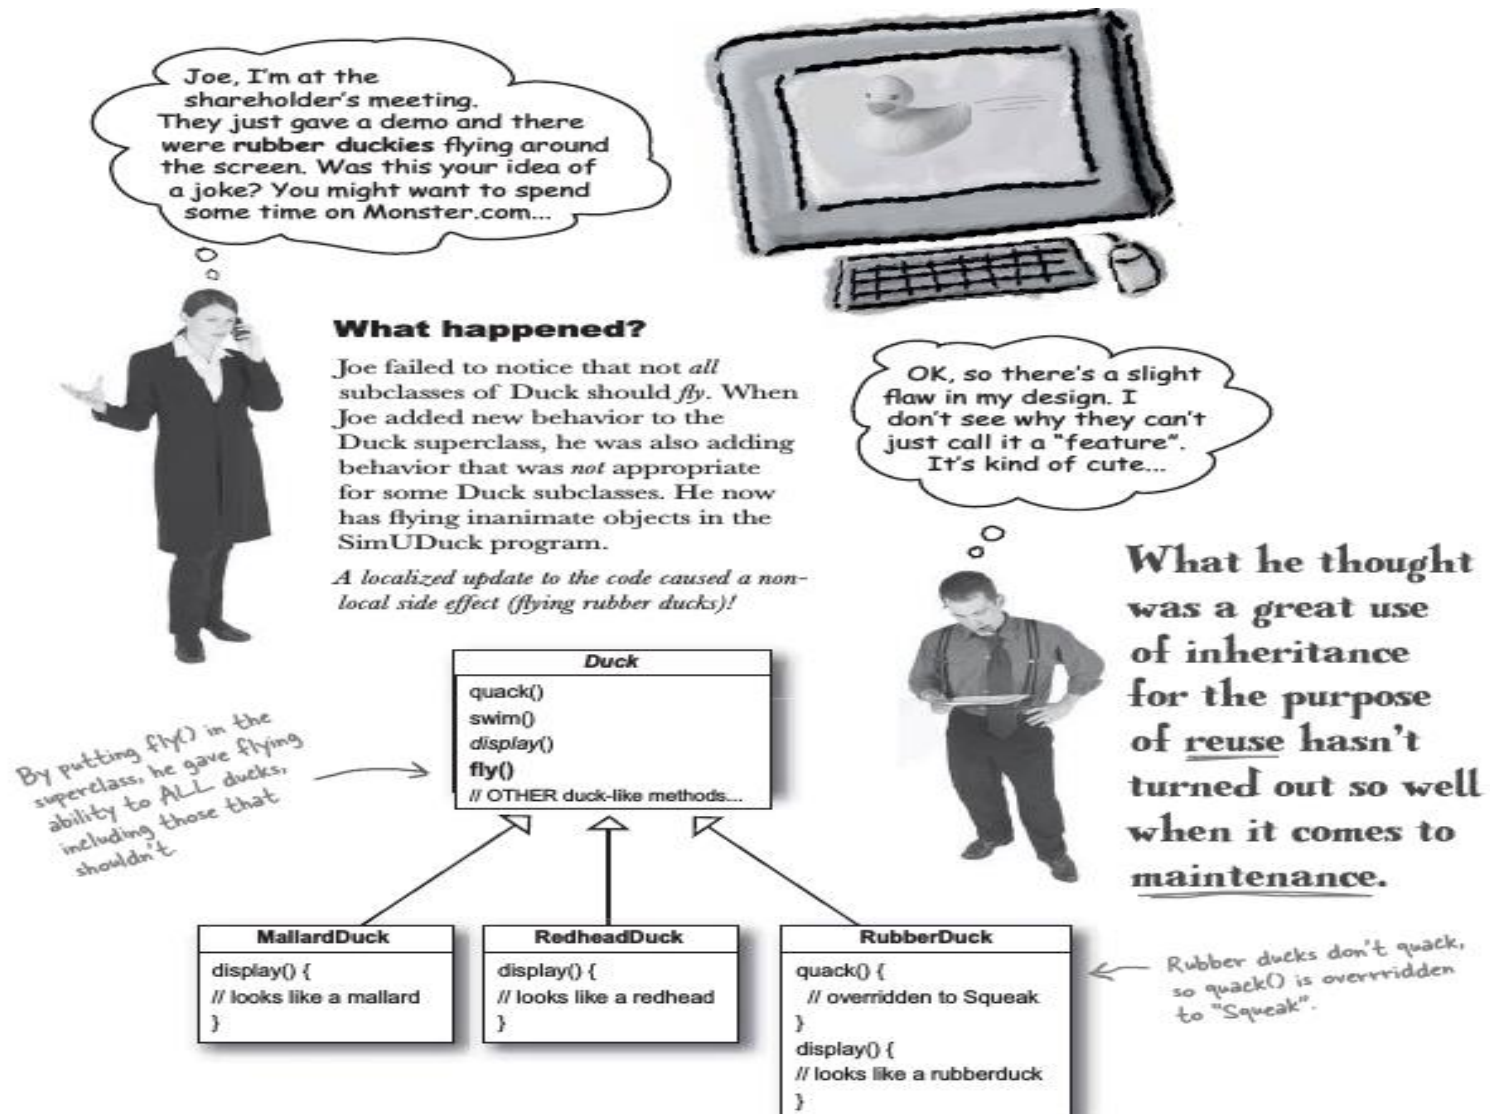 Joe, I'm at the
shareholder's meeting.
They just gave a demo and there
were rubber duckies flying around
the screen. Was this your idea of
a joke? You might want to spend
some time on Monster.com...
What happened?
Joe failed to notice that not all
subclasses of Duck should fly. When
Joe added new behavior to the
Duck superclass, he was also adding
behavior that was not appropriate
for some Duck subclasses. He now
has flying inanimate objects in the
SimUDuck program.
A localized update to the code caused a non-
local side effect (flying rubber ducks)!
OK, so there's a slight
flaw in my design. I
don't see why they can't
just call it a "feature".
It's kind of cute...
What he thought
was a great use
of inheritance
for the purpose
of reuse hasn't
turned out so well
when it comes to
maintenance.
By putting fly() in the
superclass, he gave flying
ability to ALL ducks,
including those that
shouldn't
Duck
quack()
swim()
display()
fly()
// OTHER duck-like methods...
MallardDuck
display() {
// looks like a mallard
}
RedheadDuck
display() {
// looks like a redhead
}
RubberDuck
quack() {
// overridden to Squeak
}
display() {
// looks like a rubberduck
}
Rubber ducks don't quack,
so quack() is overrridden
to "Squeak".